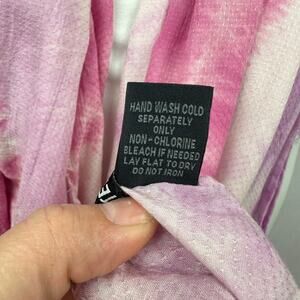 HAND WASH COLD
SEPARATELY
ONLY
NON-CHLORINE
BLEACH IF NEEDED
LAY FLAT TO DRY
DO NOT IRON